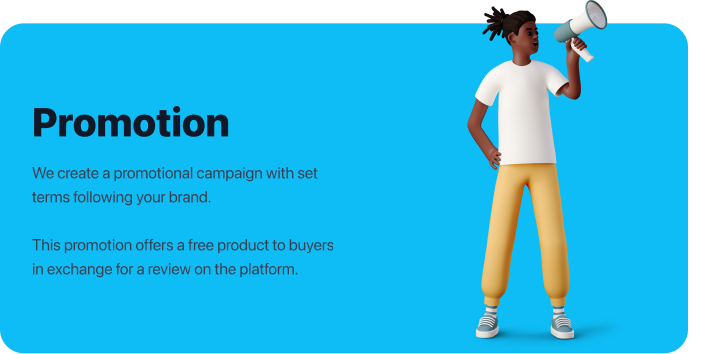 Promotion
We create a promotional campaign with set
terms following your brand.
This promotion offers a free product to buyers
in exchange for a review on the platform.